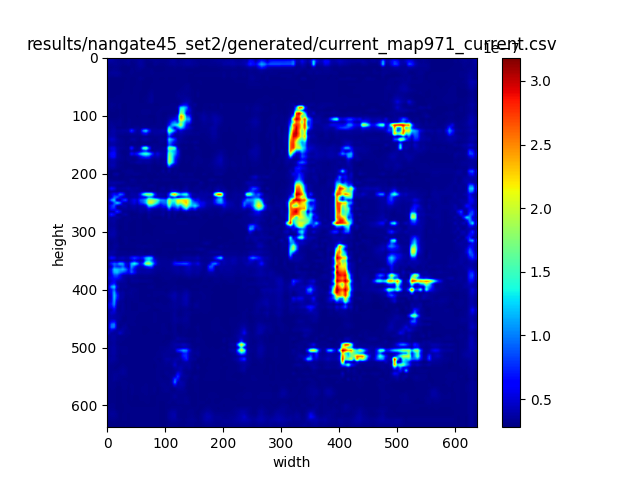 results/nangate45_set2/generated/current_map971_current.csv
1e−7
0
100
200
300
400
500
600
height
0 100 200 300 400 500 600
width
3.0
2.5
2.0
1.5
1.0
0.5